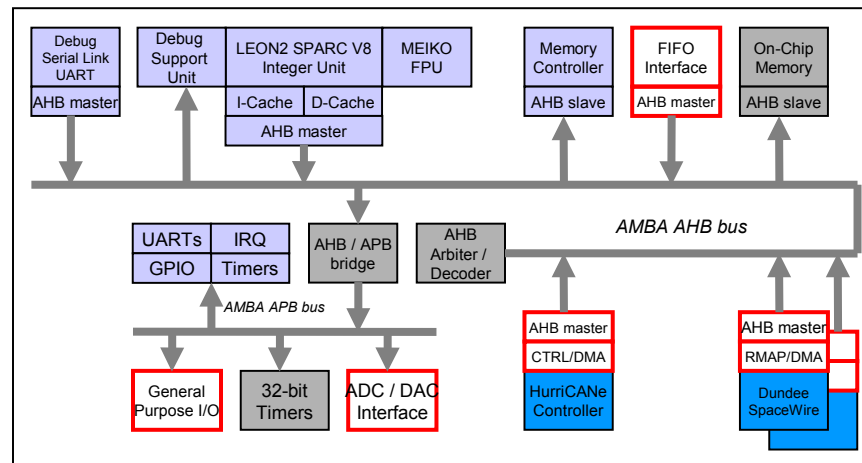 Debug
Serial Link
UART
AHB master
Debug
Support
Unit
LEON2 SPARC V8
Integer Unit
I-Cache
D-Cache
AHB master
MEIKO
FPU
Memory
Controller
AHB slave
FIFO
Interface
AHB master
On-Chip
Memory
AHB slave
UARTs
IRQ
GPIO
Timers
AHB / APB
bridge
AHB
Arbiter /
Decoder
AMBA AHB bus
AMBA APB bus
General
Purpose I/O
32-bit
Timers
ADC / DAC
Interface
AHB master
CTRL/DMA
HurriCANe
Controller
AHB master
RMAP/DMA
Dundee
SpaceWire